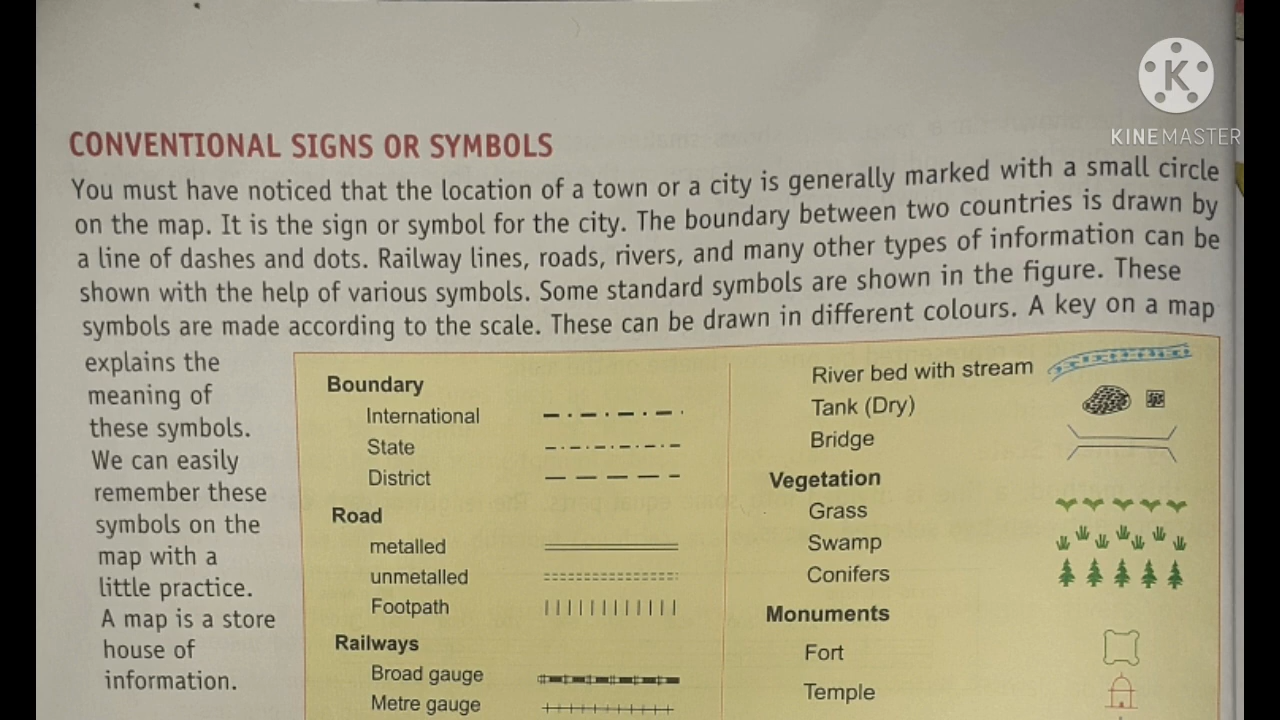 K
KINEMASTER
CONVENTIONAL SIGNS OR SYMBOLS
You must have noticed that the location of a town or a city is generally marked with a small circle
on the map. It is the sign or symbol for the city. The boundary between two countries is drawn by
a line of dashes and dots. Railway lines, roads, rivers, and many other types of information can be
shown with the help of various symbols. Some standard symbols are shown in the figure. These
symbols are made according to the scale. These can be drawn in different colours. A key on a map
explains the
meaning of
these symbols.
We can easily
remember these
symbols on the
map with a
little practice.
A map is a store
house of
information.
Boundary
International
State
District
Road
metalled
unmetalled
Footpath
Railways
Broad gauge
Metre gauge
River bed with stream
Tank (Dry)
Bridge
Vegetation
Grass
Swamp
Conifers
Monuments
Fort
Temple